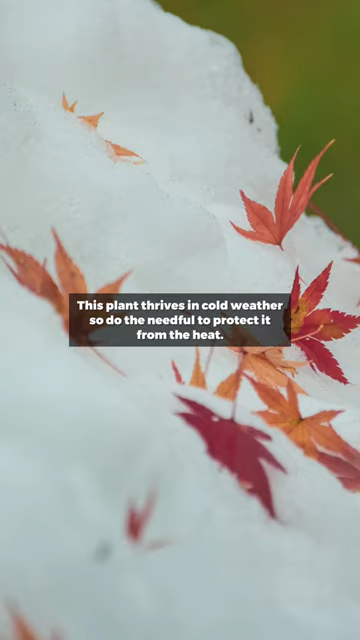 This plant thrives in cold weather
so do the needful to protect it
from the heat.